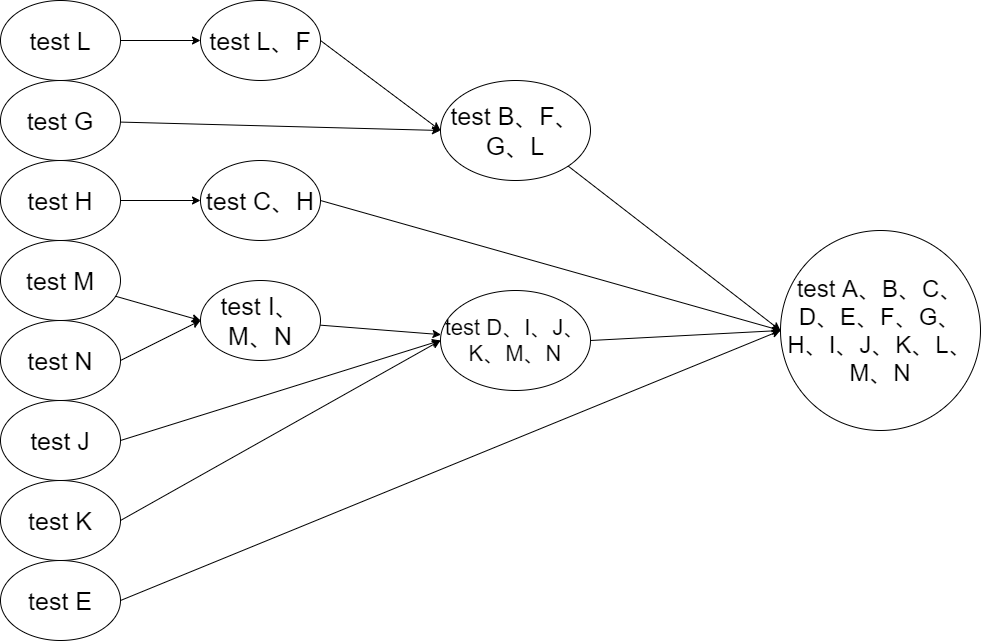 test L
test L、F
test G
test B、F、
G、L
test H
test C、H
test M
test I、
M、N
test N
test D、I、J、
K、M、N
test A、B、C、
D、E、F、G、
H、I、J、K、L、
M、N
test J
test K
test E